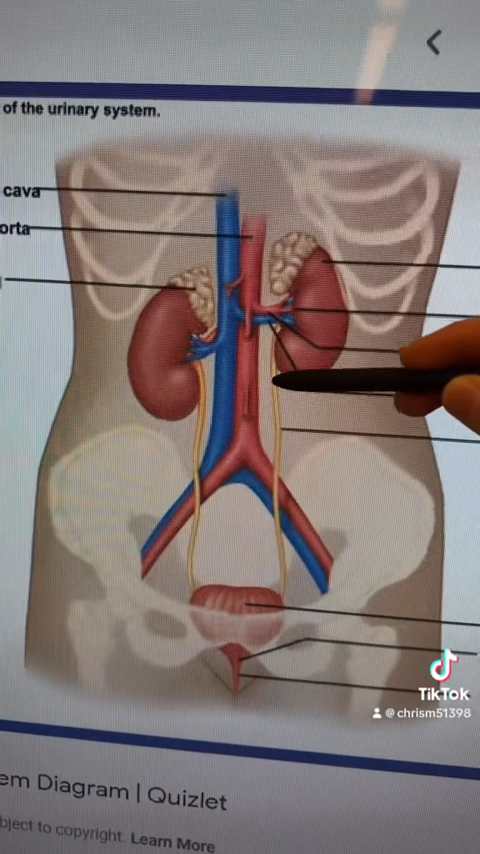 of the urinary system.
cava
orta
TikTok
@ chrism51398
em Diagram | Quizlet
bject to copyright. Learn More